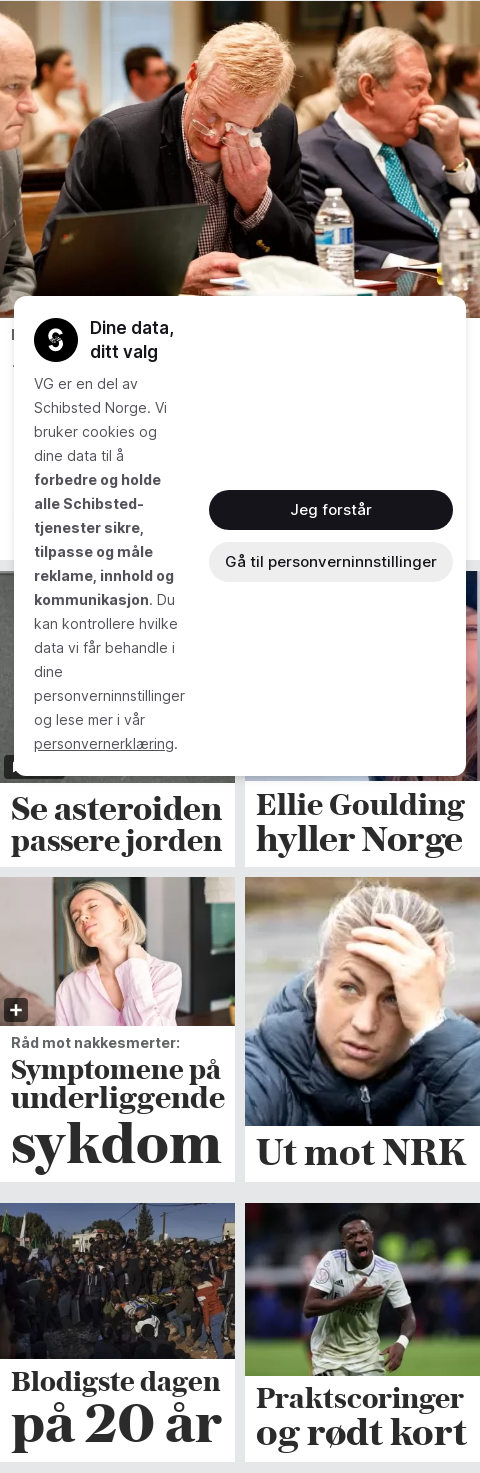 Dine data,
ditt valg
VG er en del av
Schibsted Norge. Vi
bruker cookies og
dine data til å
forbedre og holde
alle Schibsted-
tjenester sikre,
tilpasse og måle
reklame, innhold og
kommunikasjon. Du
kan kontrollere hvilke
data vi får behandle i
dine
personverninnstillinger
og lese mer i vår
personvernerklæring.
Jeg forstår
Gå til personverninnstillinger
Se asteroiden
passere jorden
Ellie Goulding
hyller Norge
Råd mot nakkesmerter:
Symptomene på
underliggende
sykdom
Ut mot NRK
Blodigste dagen
på 20 år
Praktscoringer
og rødt kort